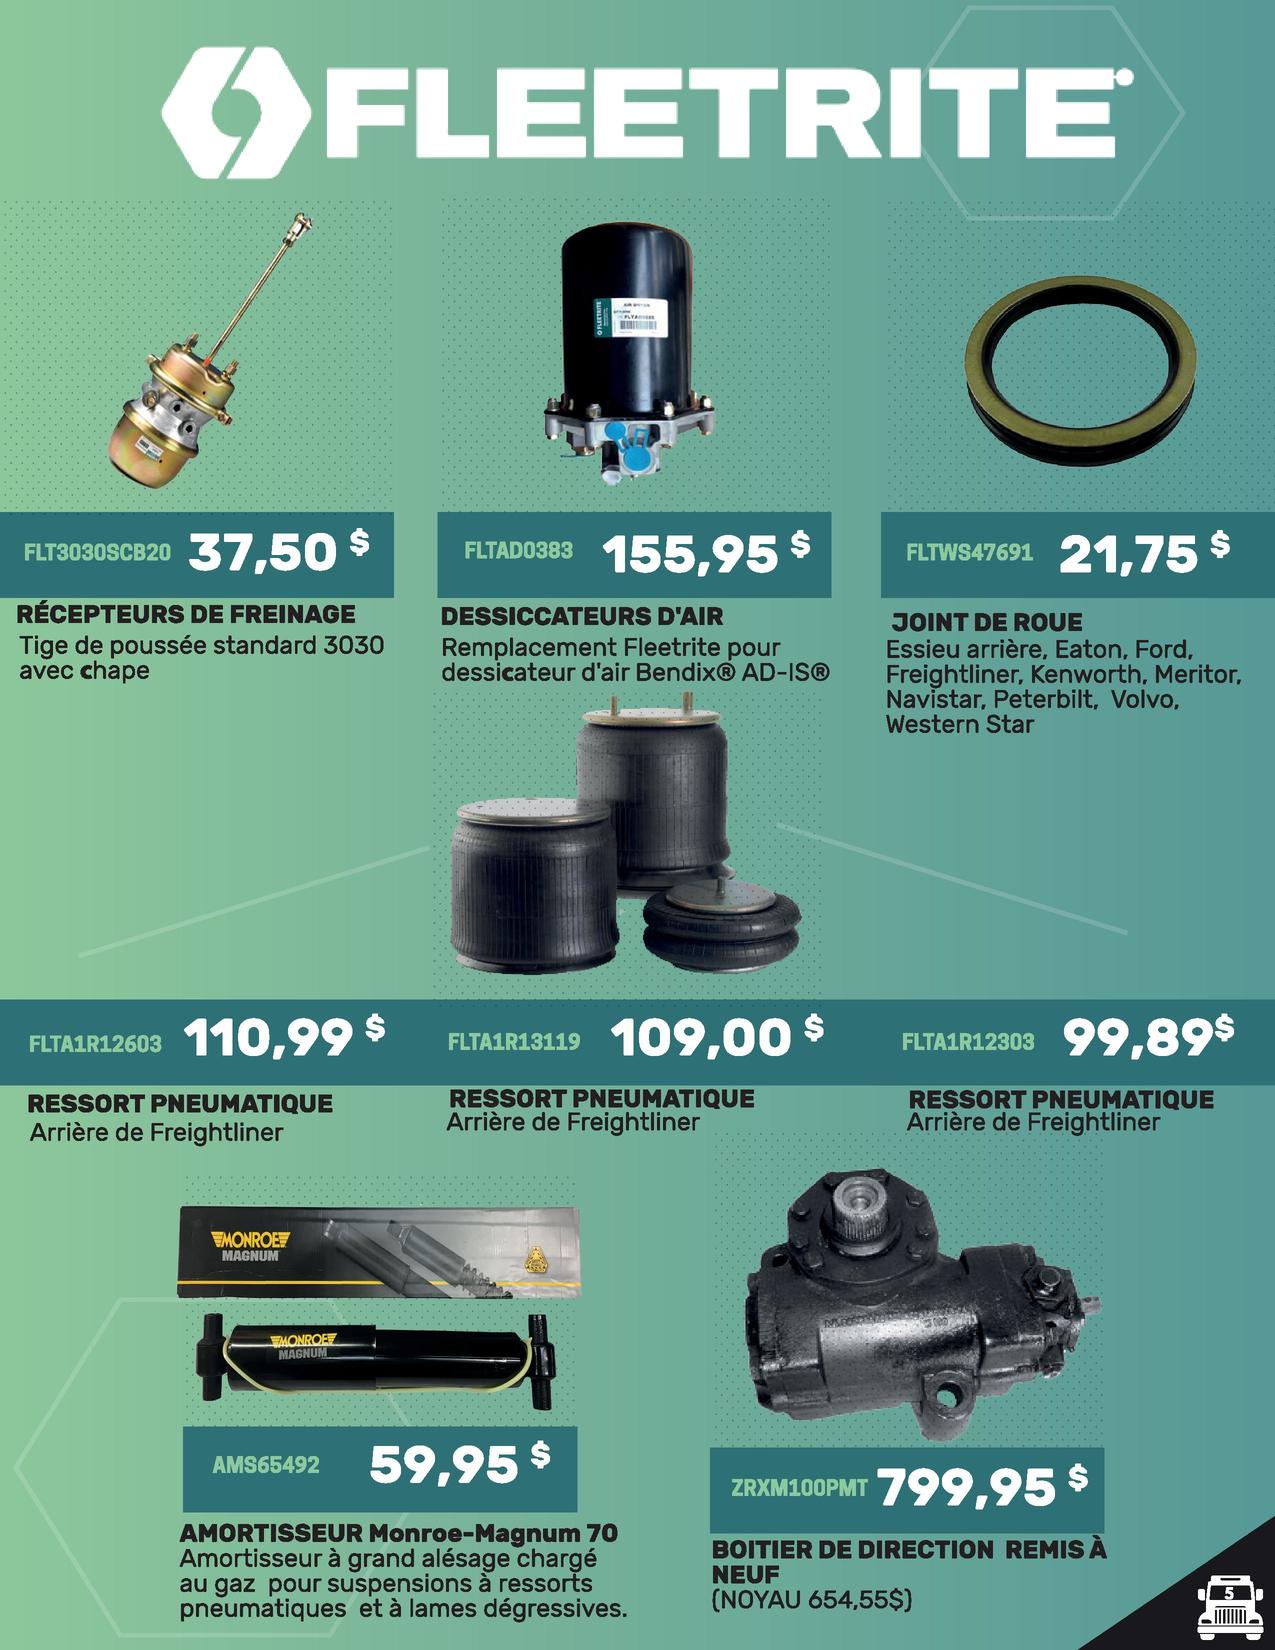 FLEETRITE
AIR DRYER
FLEETRITE
FLT3030SCB20 37,50 $
FLTAD0383 155,95 $
FLTWS47691 21,75 $
RÉCEPTEURS DE FREINAGE
Tige de poussée standard 3030
avec chape
DESSICCATEURS D'AIR
Remplacement Fleetrite pour
dessicateur d'air Bendix® AD-IS®
JOINT DE ROUE
Essieu arrière, Eaton, Ford,
Freightliner, Kenworth, Meritor,
Navistar, Peterbilt, Volvo,
Western Star
FLTA1R12603 110,99 $
FLTA1R13119 109,00 $
FLTA1R12303 99,89$
RESSORT PNEUMATIQUE
Arrière de Freightliner
RESSORT PNEUMATIQUE
Arrière de Freightliner
RESSORT PNEUMATIQUE
Arrière de Freightliner
MONROE
MAGNUM
MONROE
MAGNUM
AMS65492 59,95 $
AMORTISSEUR Monroe-Magnum 70
Amortisseur à grand alésage chargé
au gaz pour suspensions à ressorts
pneumatiques et à lames dégressives.
ZRXM100PMT 799,95 $
BOITIER DE DIRECTION REMIS À
NEUF
(NOYAU 654,55$)
5